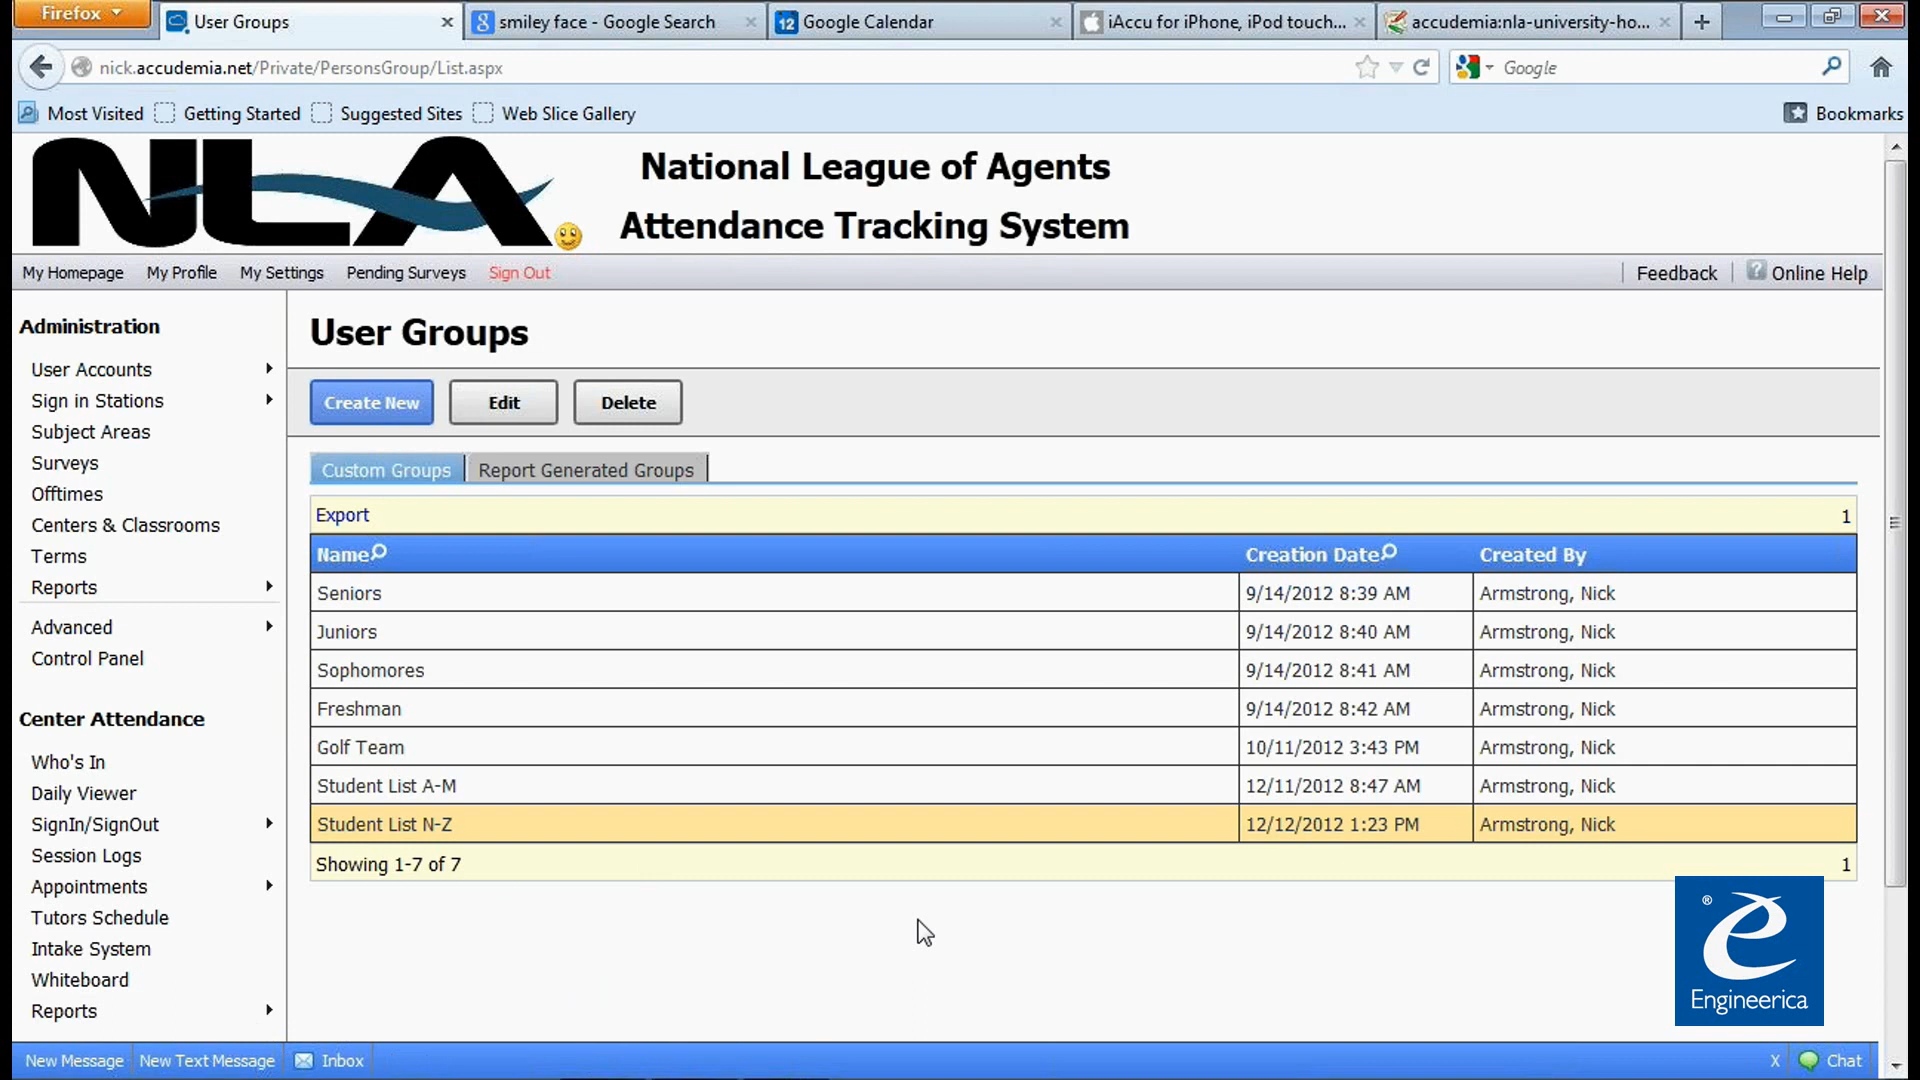 Firefox
User Groups
smiley face - Google Search
12 Google Calendar
iAccu for iPhone, iPod touch...
accudemia:nla-university-ho...
nick.accudemia.net/Private/PersonsGroup/List.aspx
Google
Most Visited
Getting Started
Suggested Sites
Web Slice Gallery
Bookmarks
NLA
National League of Agents
Attendance Tracking System
My Homepage
My Profile
My Settings
Pending Surveys
Sign Out
Feedback
Online Help
Administration
User Accounts
Sign in Stations
Subject Areas
Surveys
Offtimes
Centers & Classrooms
Terms
Reports
Advanced
Control Panel
Center Attendance
Who's In
Daily Viewer
SignIn/SignOut
Session Logs
Appointments
Tutors Schedule
Intake System
Whiteboard
Reports
User Groups
Create New
Edit
Delete
Custom Groups
Report Generated Groups
Export 1
Name Creation Date Created By
Seniors 9/14/2012 8:39 AM Armstrong, Nick
Juniors 9/14/2012 8:40 AM Armstrong, Nick
Sophomores 9/14/2012 8:41 AM Armstrong, Nick
Freshman 9/14/2012 8:42 AM Armstrong, Nick
Golf Team 10/11/2012 3:43 PM Armstrong, Nick
Student List A-M 12/11/2012 8:47 AM Armstrong, Nick
Student List N-Z 12/12/2012 1:23 PM Armstrong, Nick
Showing 1-7 of 7 1
® e
Engineerica
New Message
New Text Message
Inbox
X
Chat